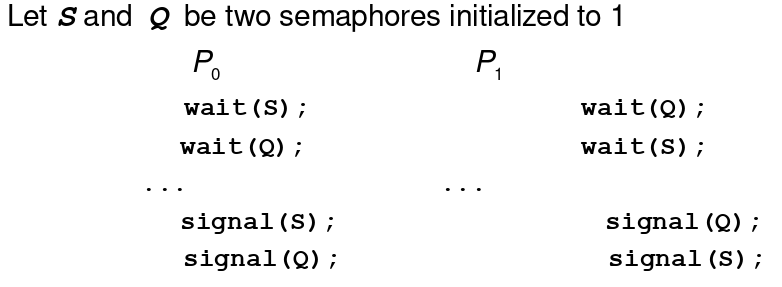 Let S and Q be two semaphores initialized to 1
P0 P1
wait(S); wait(Q);
wait(Q); wait(S);
... ...
signal(S); signal(Q);
signal(Q); signal(S);